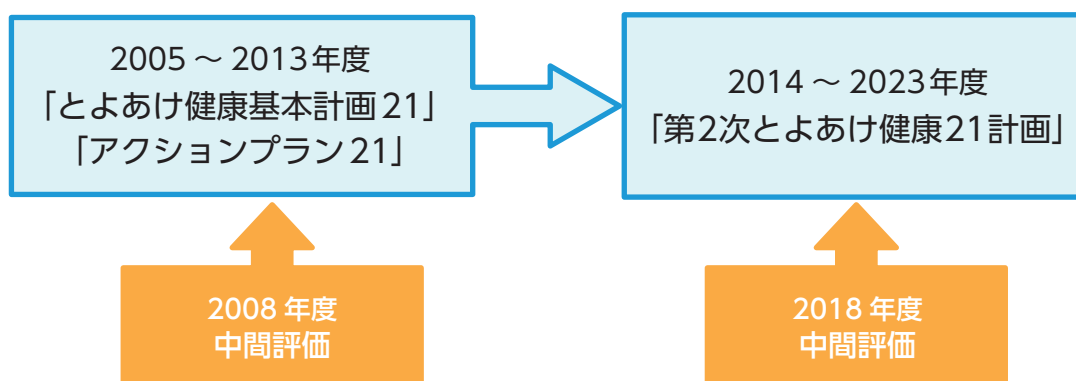 2005 ～ 2013年度
「とよあけ健康基本計画21」
「アクションプラン21」
2014 ～ 2023年度
「第2次とよあけ健康21計画」
2008 年度
中間評価
2018 年度
中間評価